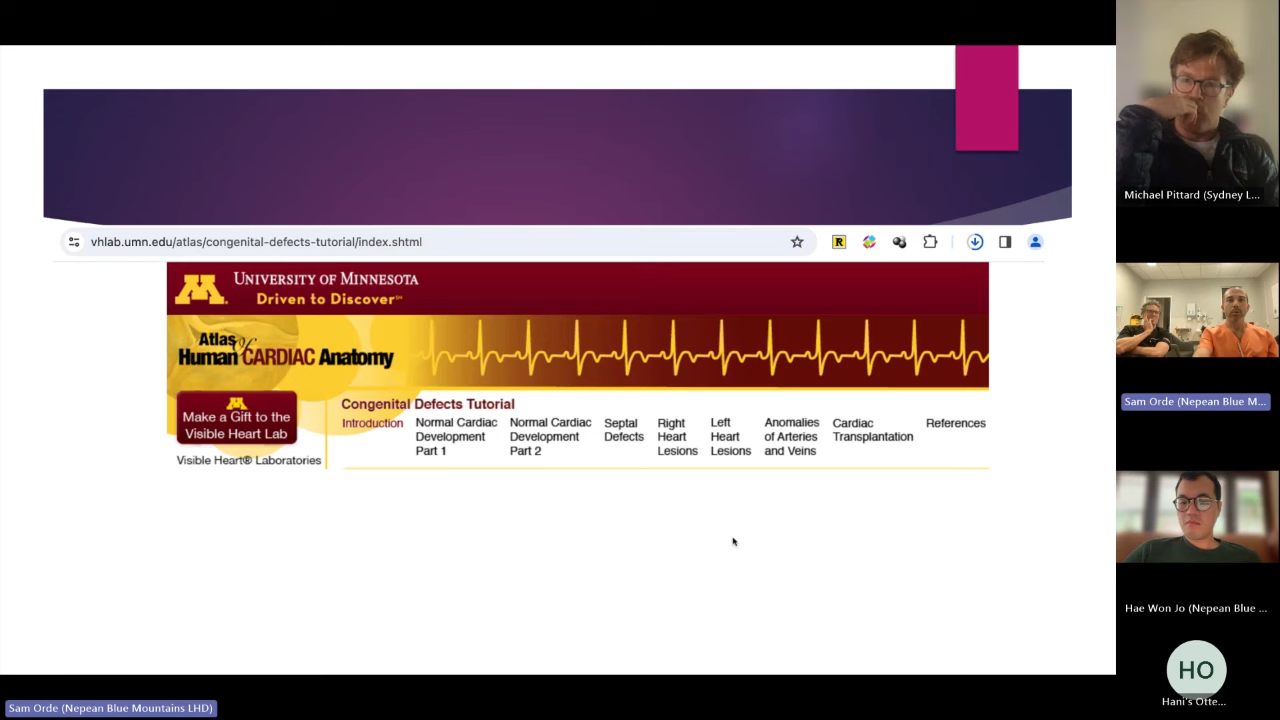 vhlab.umn.edu/atlas/congenital-defects-tutorial/index.shtml
R
UNIVERSITY OF MINNESOTA
Driven to Discover℠
Atlas of
Human CARDIAC Anatomy
Make a Gift to the
Visible Heart Lab
Visible Heart® Laboratories
Congenital Defects Tutorial
Introduction
Normal Cardiac
Development
Part 1
Normal Cardiac
Development
Part 2
Septal
Defects
Right
Heart
Lesions
Left
Heart
Lesions
Anomalies
of Arteries
and Veins
Cardiac
Transplantation
References
Michael Pittard (Sydney L...
Sam Orde (Nepean Blue M...
Hae Won Jo (Nepean Blue ...
HO
Hani's Otte...
Sam Orde (Nepean Blue Mountains LHD)